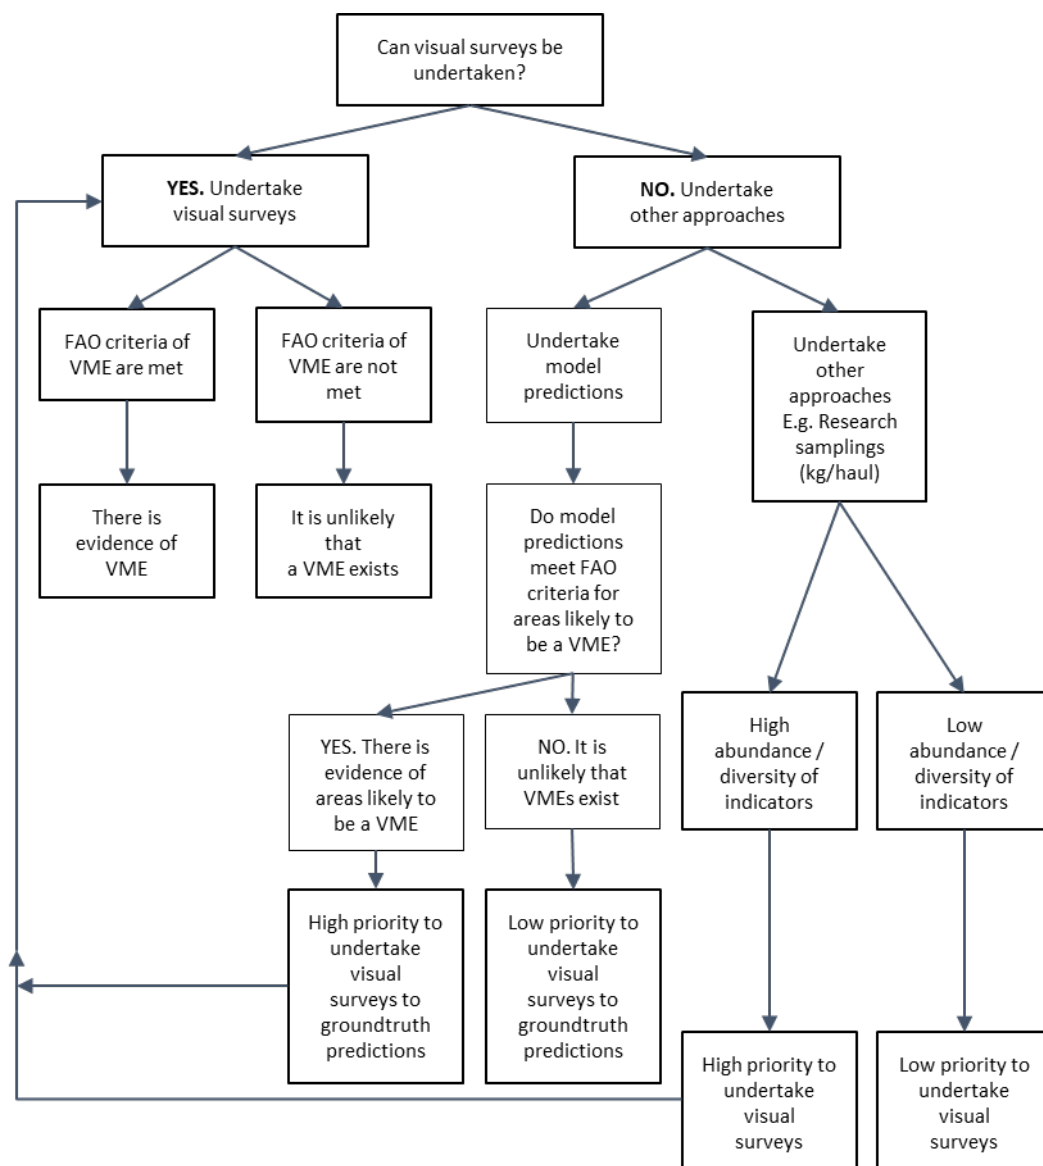 Can visual surveys be
undertaken?
YES. Undertake
visual surveys
NO. Undertake
other approaches
FAO criteria of
VME are met
FAO criteria of
VME are not
met
Undertake
model
predictions
Undertake
other
approaches
E.g. Research
samplings
(kg/haul)
There is
evidence of
VME
It is unlikely
that
a VME exists
Do model
predictions
meet FAO
criteria for
areas likely to
be a VME?
YES. There is
evidence of
areas likely to
be a VME
NO. It is
unlikely that
VMEs exist
High
abundance /
diversity of
indicators
Low
abundance /
diversity of
indicators
High priority to
undertake
visual
surveys to
groundtruth
predictions
Low priority to
undertake
visual
surveys to
groundtruth
predictions
High priority to
undertake
visual
surveys
Low priority to
undertake
visual
surveys